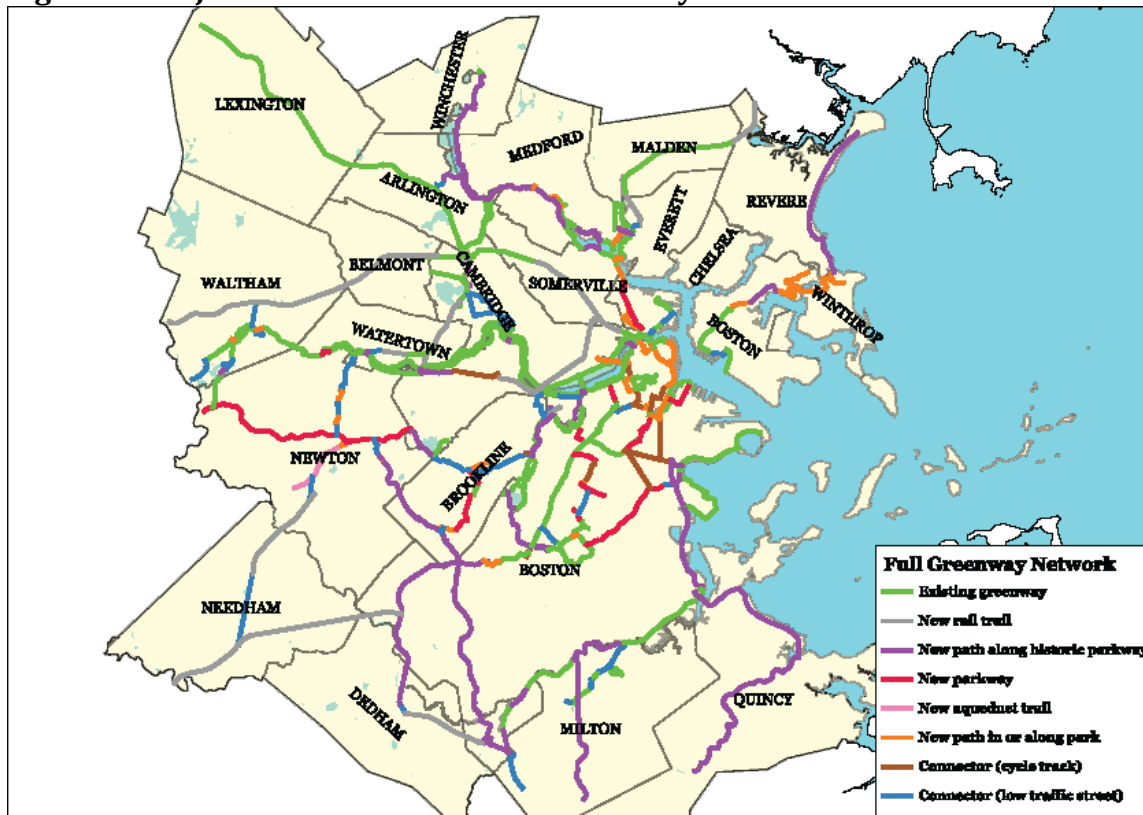 WINCHESTER
LEXINGTON
MEDFORD
MALDEN
ARLINGTON
REVERE
EVERETT
CHELSEA
BELMONT
CAMBRIDGE
SOMERVILLE
WALTHAM
WINTHROP
BOSTON
WATERTOWN
NEWTON
BROOKLINE
BOSTON
NEEDHAM
DEDHAM
MILTON
QUINCY
Full Greenway Network
Existing greenway
New rail trail
New path along historic parkway
New parkway
New aqueduct trail
New path in or along park
Connector (cycle track)
Connector (low traffic street)